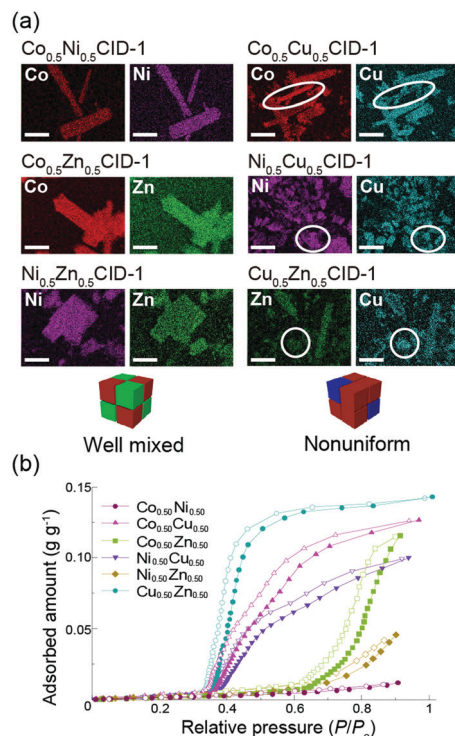 (a)
Co0.5Ni0.5CID-1
Co Ni
Co0.5Cu0.5CID-1
Co Cu
Co0.5Zn0.5CID-1
Co Zn
Ni0.5Cu0.5CID-1
Ni Cu
Ni0.5Zn0.5CID-1
Ni Zn
Cu0.5Zn0.5CID-1
Zn Cu
Well mixed
Nonuniform
(b)
Adsorbed amount (g g-1)
0.15
0.10
0.05
0
Co0.50Ni0.50
Co0.50Cu0.50
Co0.50Zn0.50
Ni0.50Cu0.50
Ni0.50Zn0.50
Cu0.50Zn0.50
0 0.2 0.4 0.6 0.8 1
Relative pressure (P/P